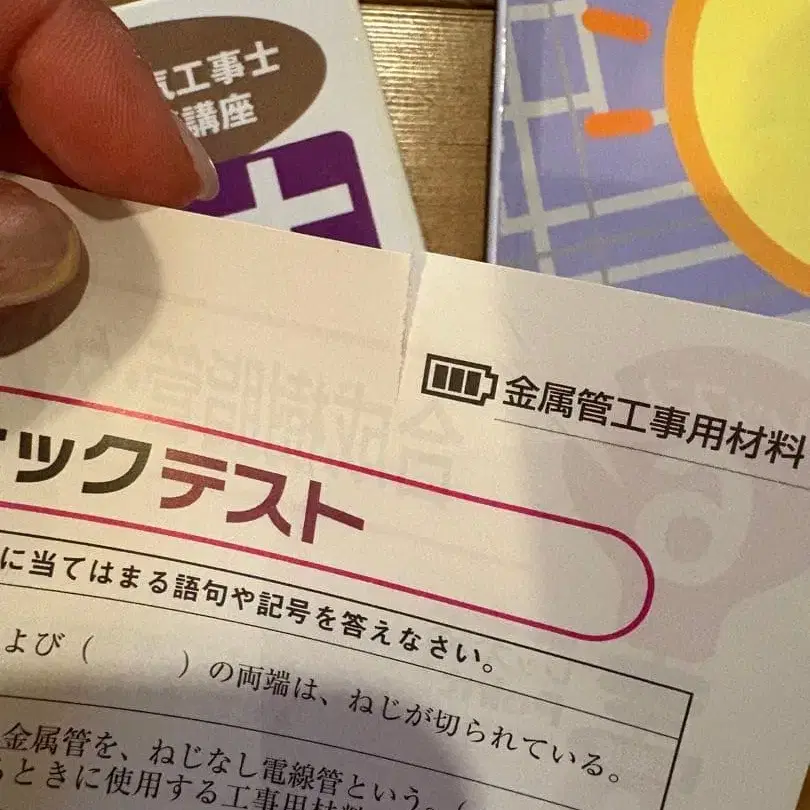 気工事士
講座
士
金属管工事用材料
ックテスト
に当てはまる語句や記号を答えなさい。
よび（　　　）の両端は、ねじが切られている。
金属管を、ねじなし電線管という。（
ときに使用する工事用材料